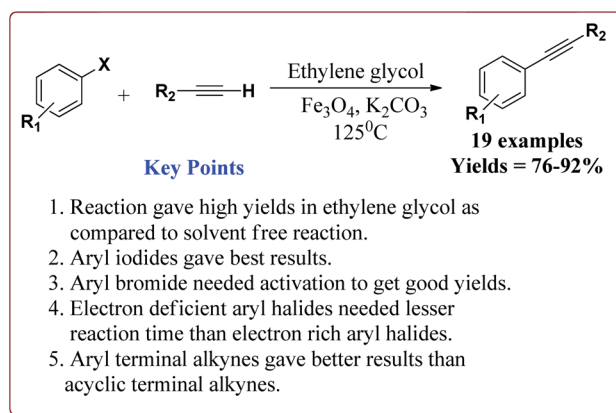 X
R₂
Ethylene glycol
+
R₂
H
R₁
Fe₃O₄, K₂CO₃
125⁰C
R₁
19 examples
Yields = 76-92%
Key Points
1. Reaction gave high yields in ethylene glycol as
compared to solvent free reaction.
2. Aryl iodides gave best results.
3. Aryl bromide needed activation to get good yields.
4. Electron deficient aryl halides needed lesser
reaction time than electron rich aryl halides.
5. Aryl terminal alkynes gave better results than
acyclic terminal alkynes.